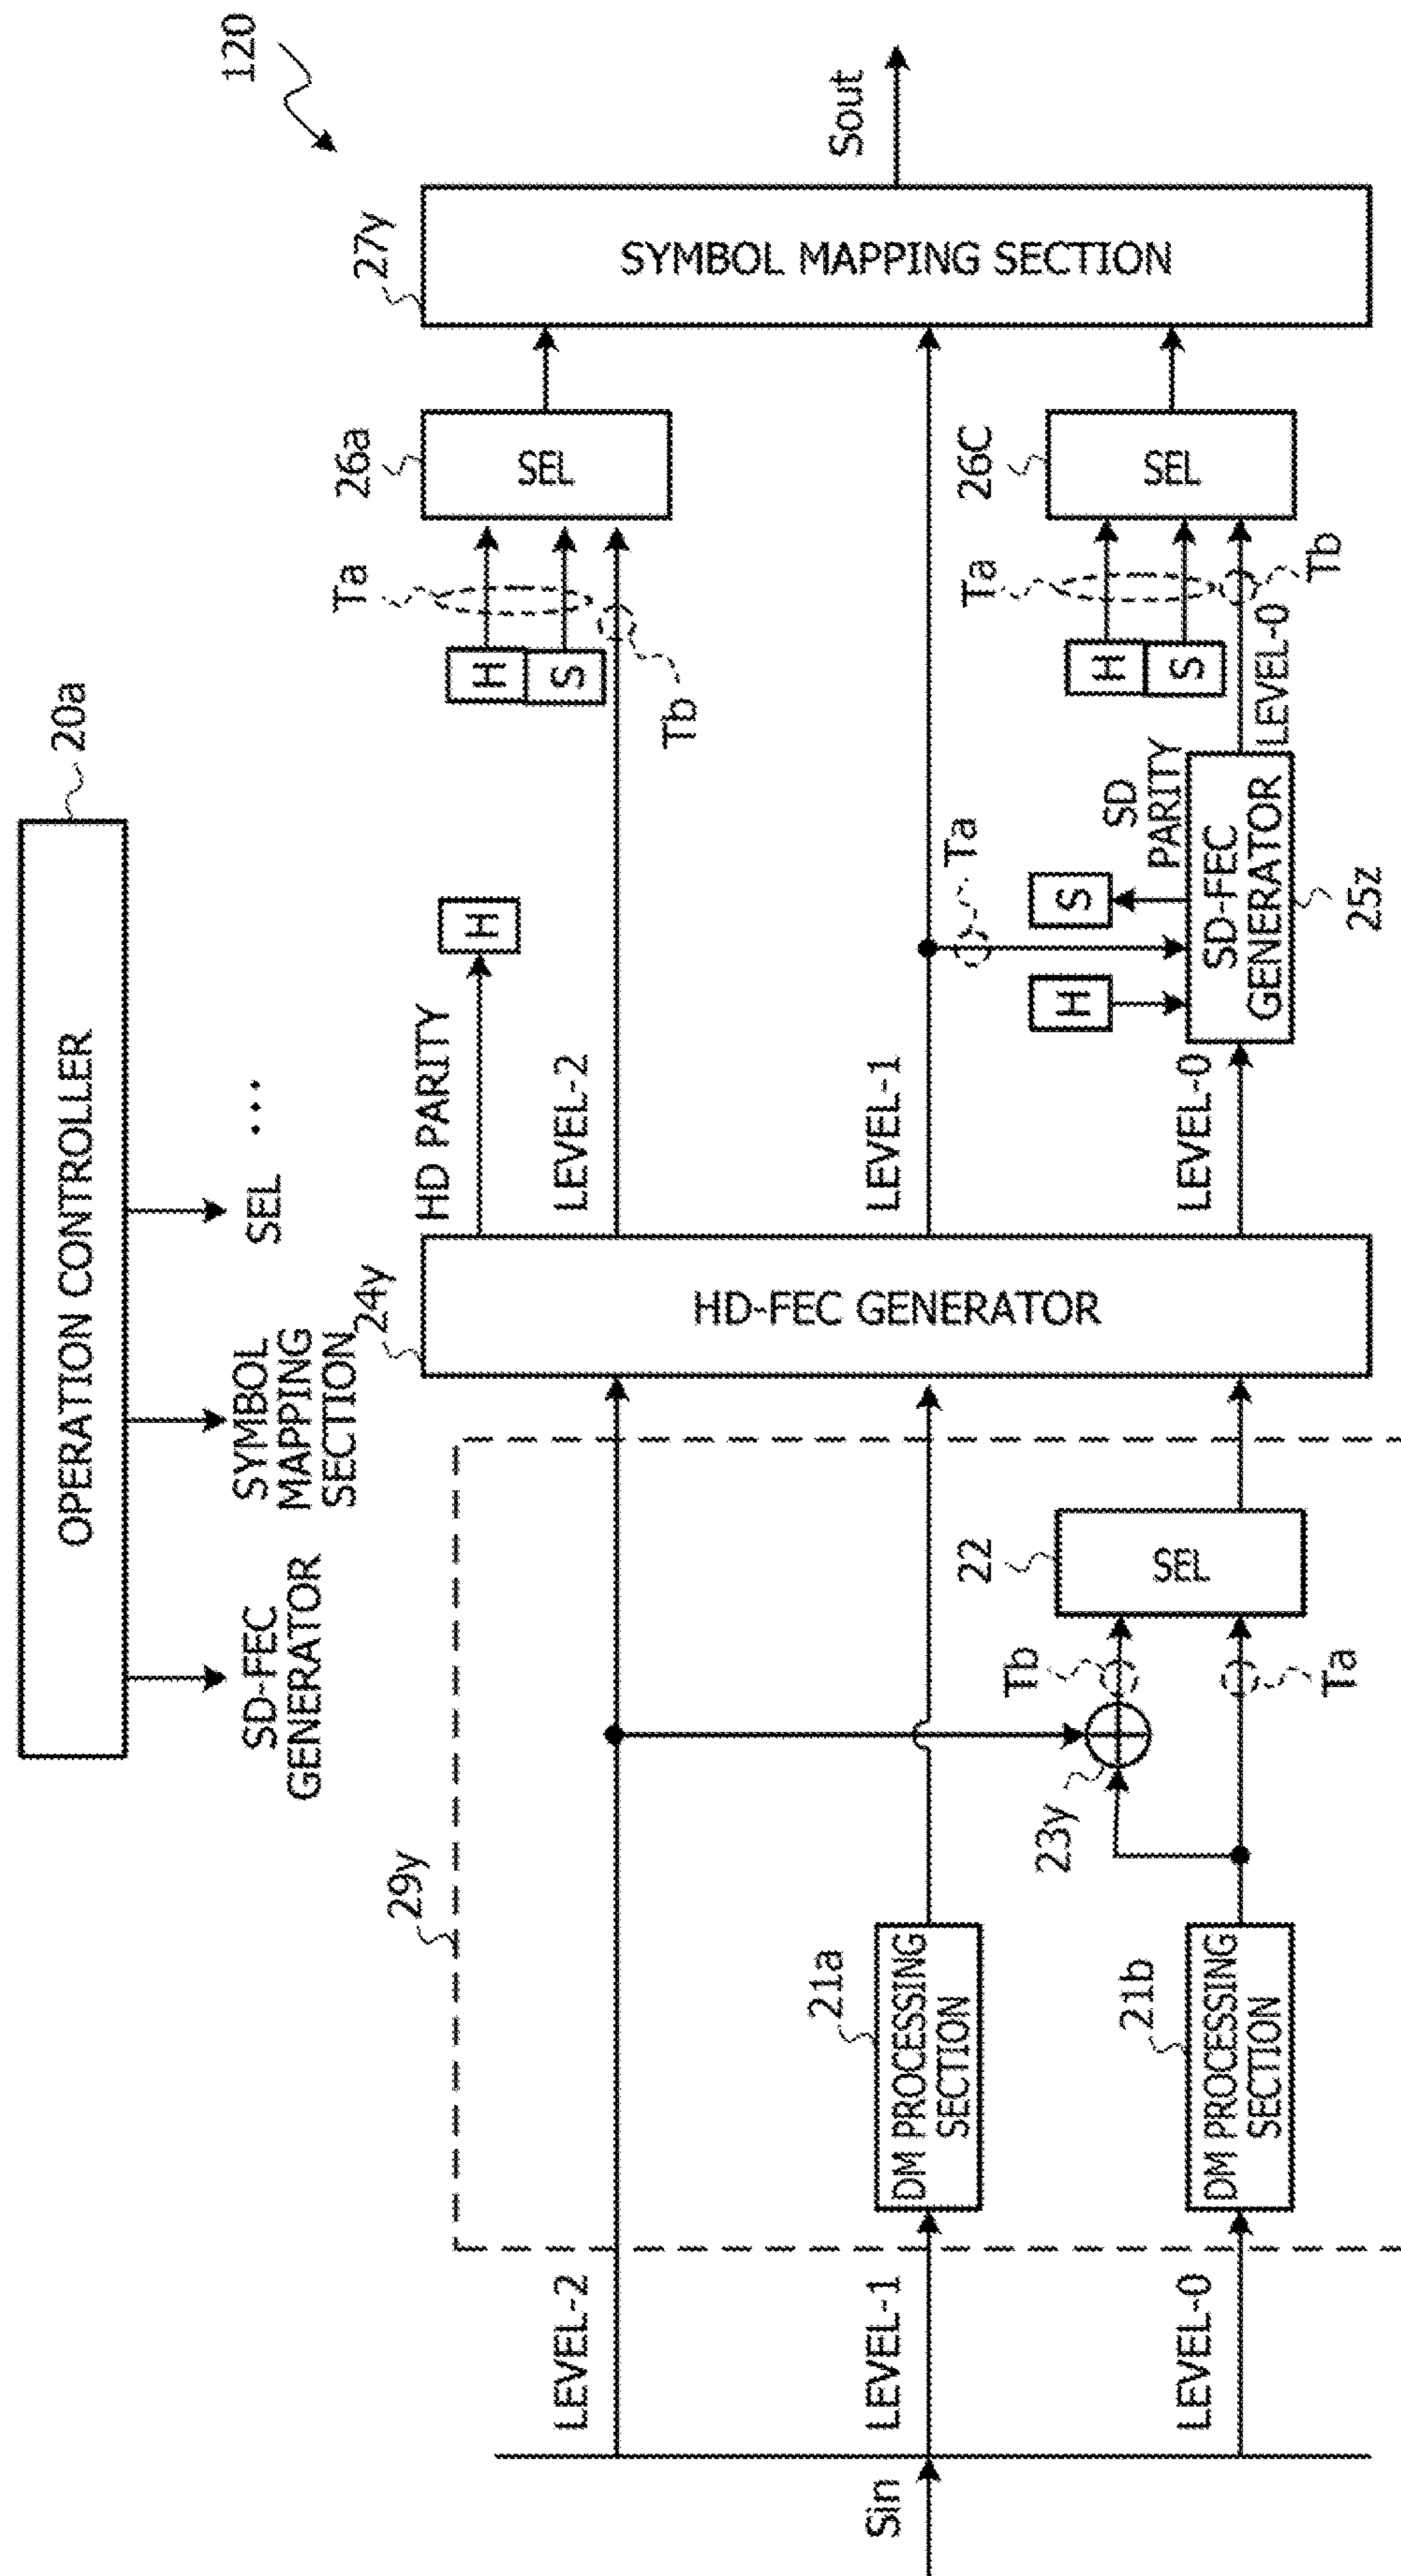 120
OPERATION CONTROLLER
20a
SD-FEC
GENERATOR
SYMBOL
MAPPING
SECTION
SEL
...
29y
24y
HD PARITY
H
Ta
H
S
Tb
26a
SEL
27y
Sin
LEVEL-2
LEVEL-1
LEVEL-0
21a
DM PROCESSING
SECTION
21b
DM PROCESSING
SECTION
23y
Tb
Ta
22
SEL
HD-FEC GENERATOR
LEVEL-2
LEVEL-1
LEVEL-0
H
Ta
S
SD
PARITY
SD-FEC
GENERATOR
25z
LEVEL-0
H
S
Ta
Tb
26C
SEL
SYMBOL MAPPING SECTION
Sout